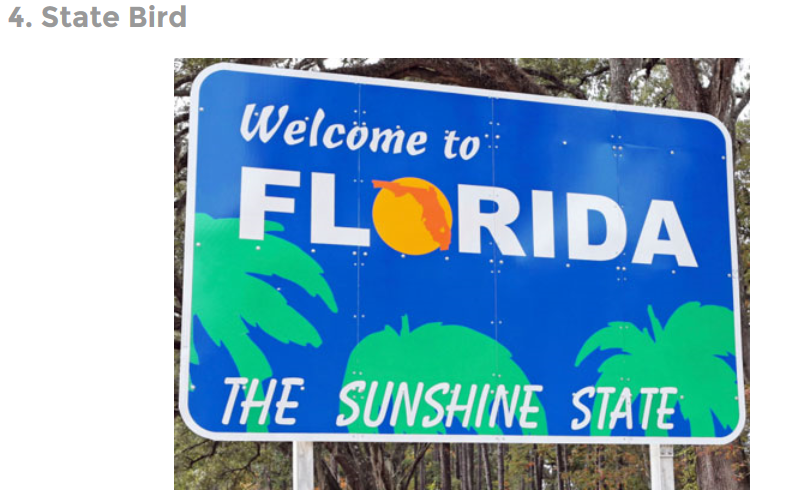 4. State Bird
Welcome to
FLORIDA
THE SUNSHINE STATE